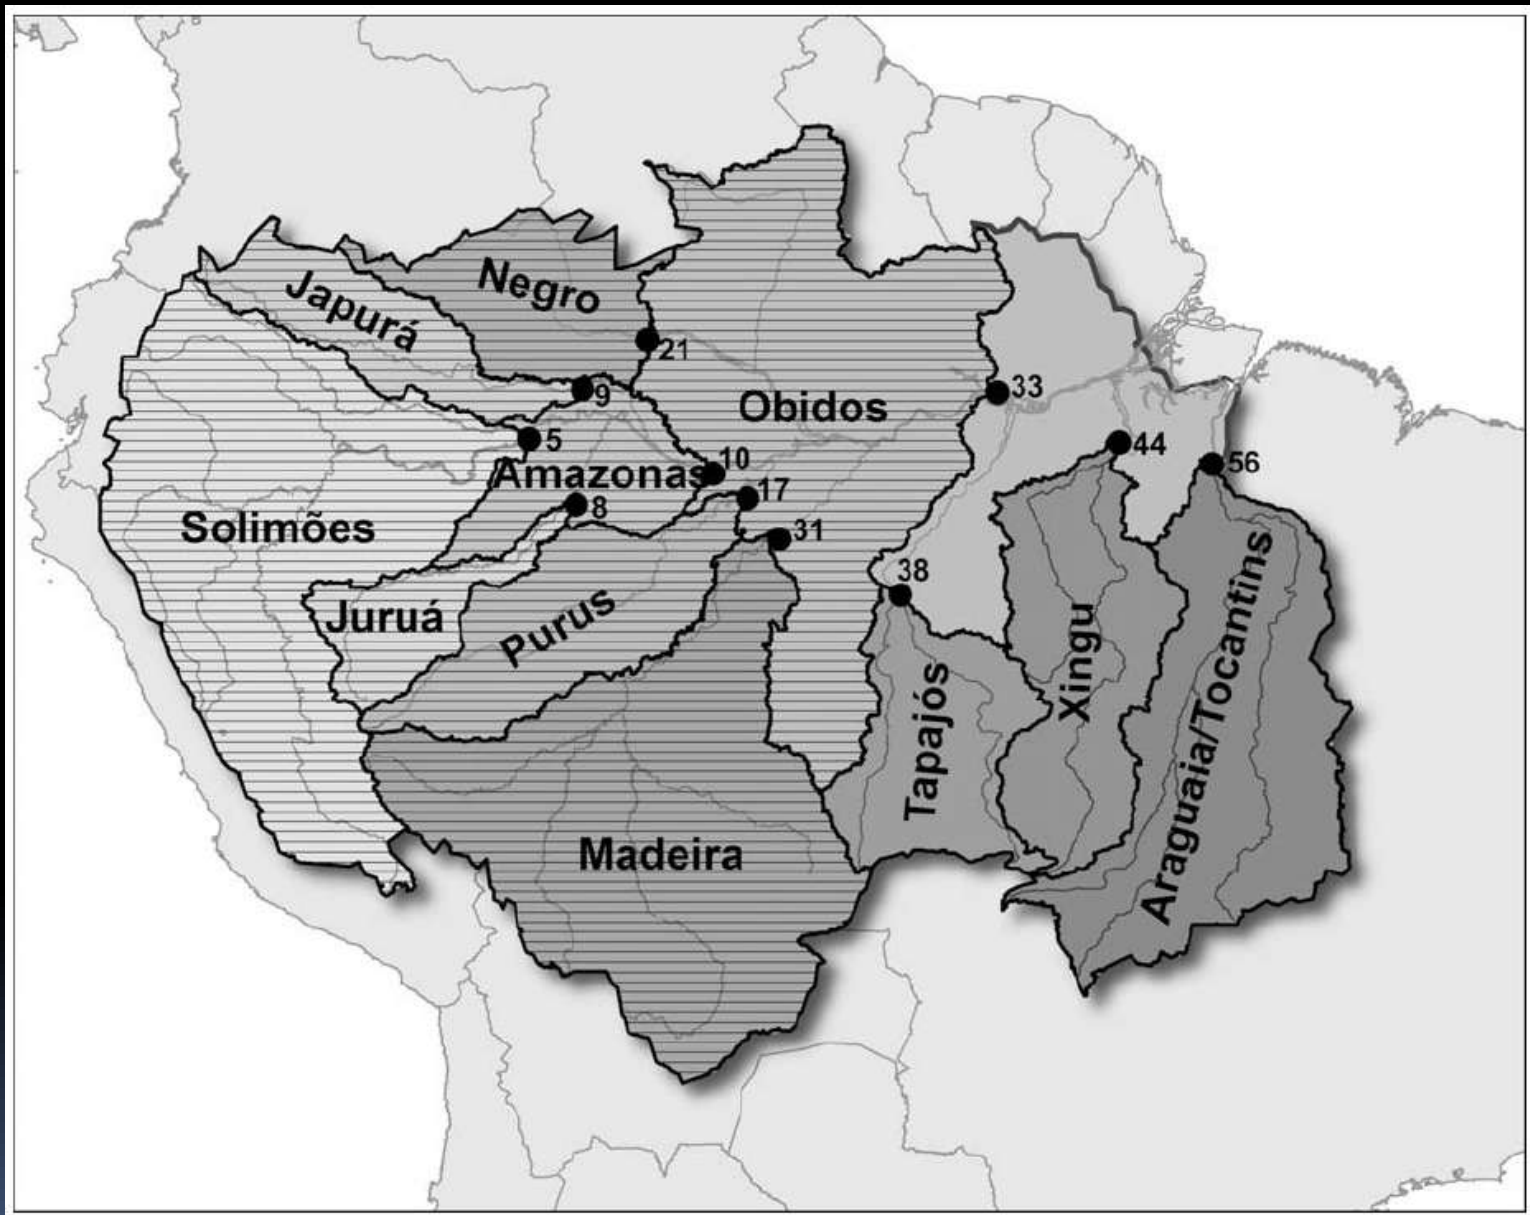 Negro
Japurá
21
9
33
Obidos
5
44
10
Amazonas
56
17
8
Solimões
31
38
Juruá
Purus
Xingu
Araguaia/Tocantins
Tapajós
Madeira